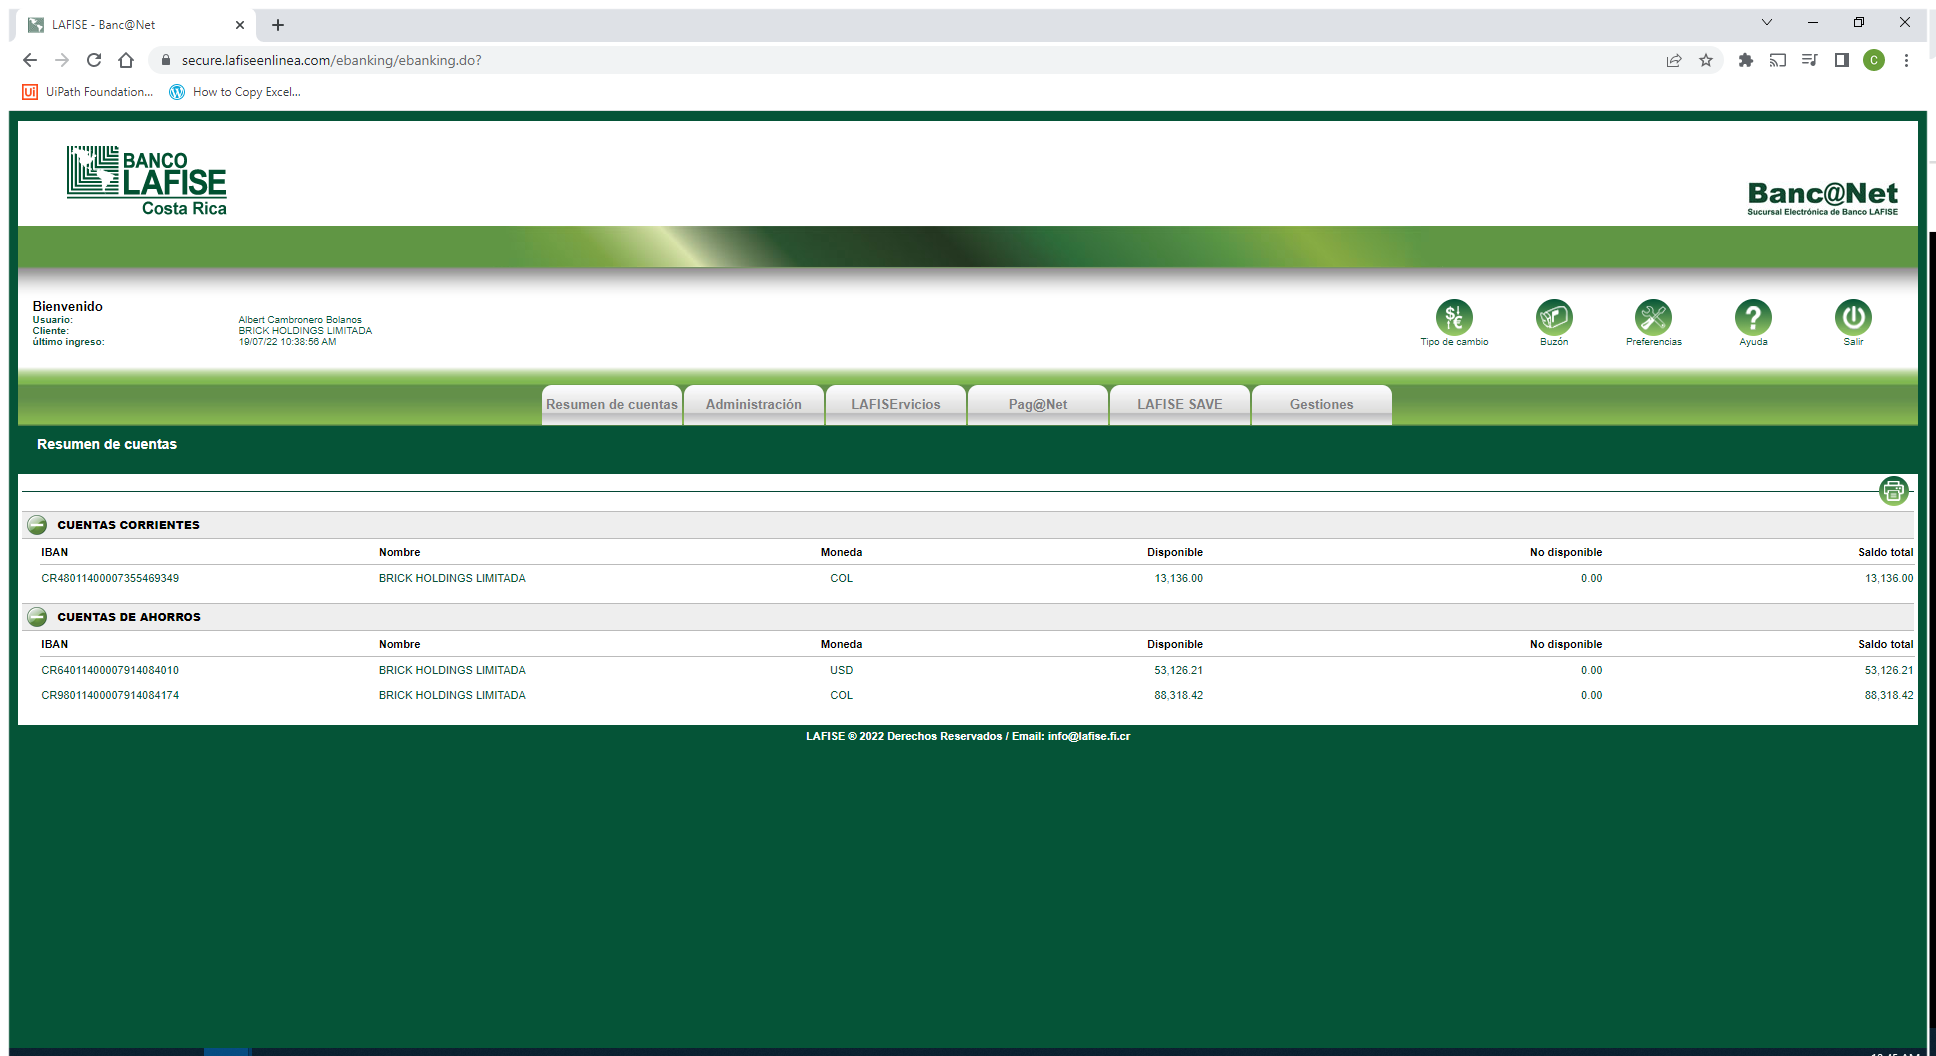 LAFISE - Banc@Net
secure.lafiseenlinea.com/ebanking/ebanking.do?
C
Ui UiPath Foundation... How to Copy Excel...
BANCO
LAFISE
Costa Rica
Banc@Net
Sucursal Electrónica de Banco LAFISE
Bienvenido
Usuario: Albert Cambronero Bolanos
Cliente: BRICK HOLDINGS LIMITADA
último ingreso: 19/07/22 10:38:56 AM
Tipo de cambio Buzón Preferencias Ayuda Salir
Resumen de cuentas Administración LAFISErvicios Pag@Net LAFISE SAVE Gestiones
Resumen de cuentas
CUENTAS CORRIENTES
IBAN Nombre Moneda Disponible No disponible Saldo total
CR48011400007355469349 BRICK HOLDINGS LIMITADA COL 13,136.00 0.00 13,136.00
CUENTAS DE AHORROS
IBAN Nombre Moneda Disponible No disponible Saldo total
CR64011400007914084010 BRICK HOLDINGS LIMITADA USD 53,126.21 0.00 53,126.21
CR98011400007914084174 BRICK HOLDINGS LIMITADA COL 88,318.42 0.00 88,318.42
LAFISE ® 2022 Derechos Reservados / Email: info@lafise.fi.cr